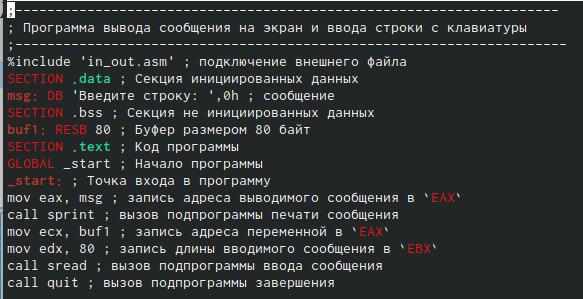 ;--------------------------------------------------------------------
; Программа вывода сообщения на экран и ввода строки с клавиатуры
;---------------------------------------------------------------------
%include 'in_out.asm' ; подключение внешнего файла
SECTION .data ; Секция инициированных данных
msg: DB 'Введите строку: ',0h ; сообщение
SECTION .bss ; Секция не инициированных данных
buf1: RESB 80 ; Буфер размером 80 байт
SECTION .text ; Код программы
GLOBAL _start ; Начало программы
_start: ; Точка входа в программу
mov eax, msg ; запись адреса выводимого сообщения в `EAX`
call sprint ; вызов подпрограммы печати сообщения
mov ecx, buf1 ; запись адреса переменной в `EAX`
mov edx, 80 ; запись длины вводимого сообщения в `EBX`
call sread ; вызов подпрограммы ввода сообщения
call quit ; вызов подпрограммы завершения